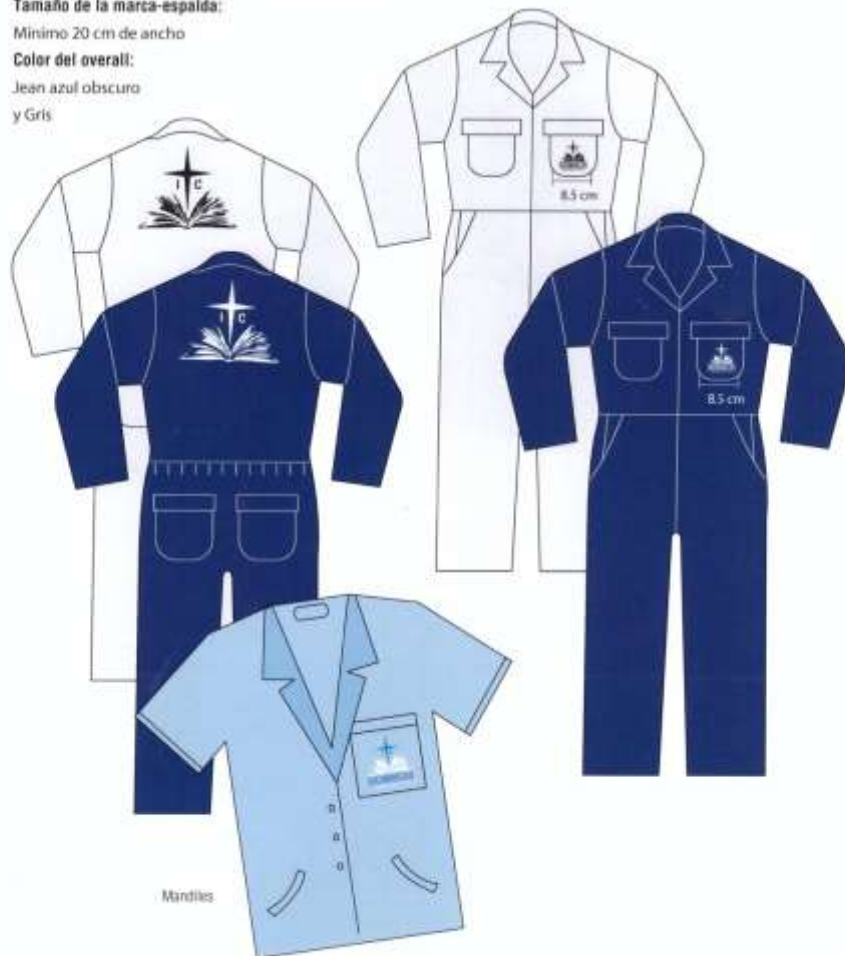 Tamaño de la marca-espalda:
Mínimo 20 cm de ancho
Color del overall:
Jean azul obscuro
y Gris
I C
8.5 cm
I C
8.5 cm
Mandiles